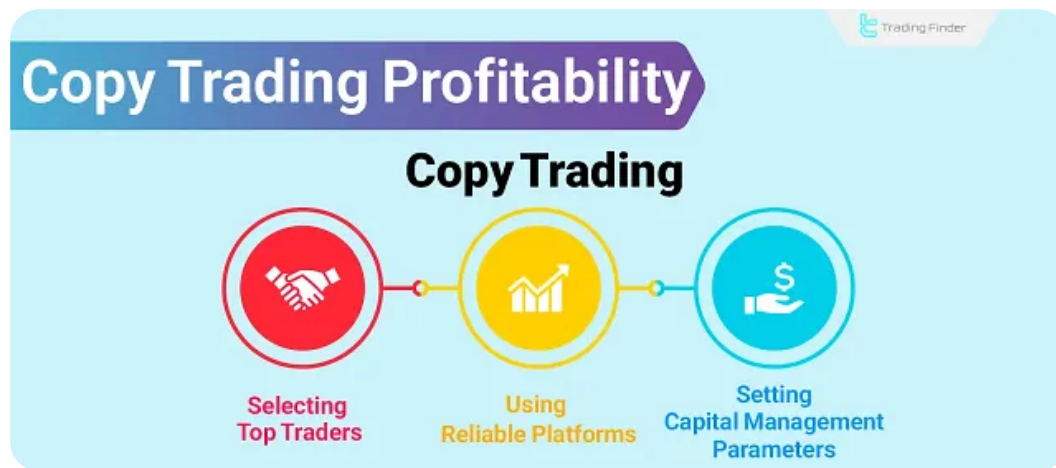 Trading Finder
Copy Trading Profitability
Copy Trading
$
Selecting
Top Traders
Using
Reliable Platforms
Setting
Capital Management
Parameters